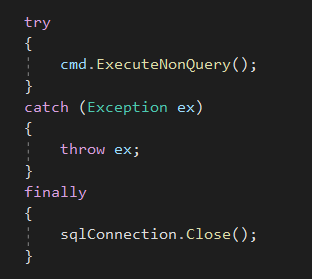 try
{
    cmd.ExecuteNonQuery();
}
catch (Exception ex)
{
    throw ex;
}
finally
{
    sqlConnection.Close();
}